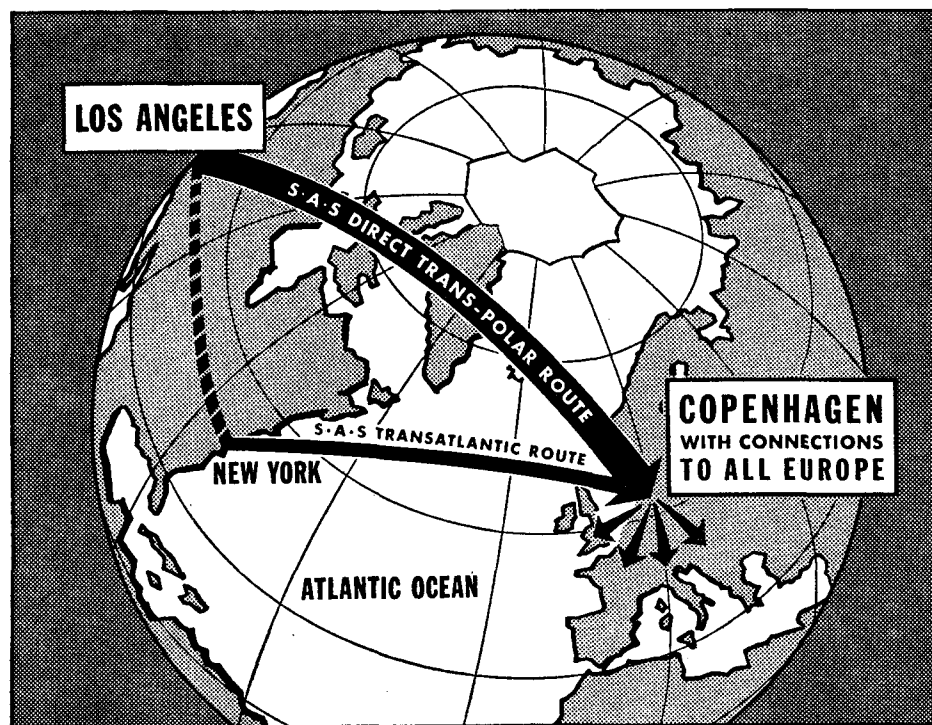 LOS ANGELES
S·A·S DIRECT TRANS-POLAR ROUTE
COPENHAGEN
WITH CONNECTIONS
TO ALL EUROPE
S·A·S TRANSATLANTIC ROUTE
NEW YORK
ATLANTIC OCEAN